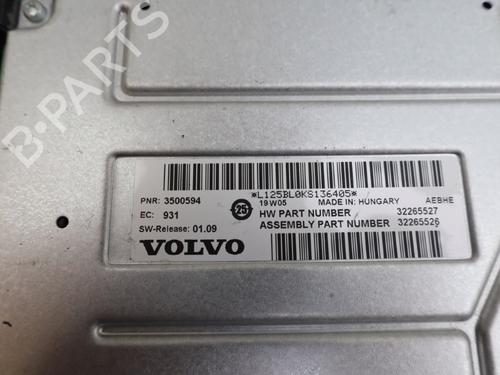 B-PARTS
*L125BL0KS136405*
PNR: 3500594
19W05 MADE IN: HUNGARY AEBHE
EC: 931
25
HW PART NUMBER 32265527
SW-Release: 01.09
ASSEMBLY PART NUMBER 32265526
VOLVO